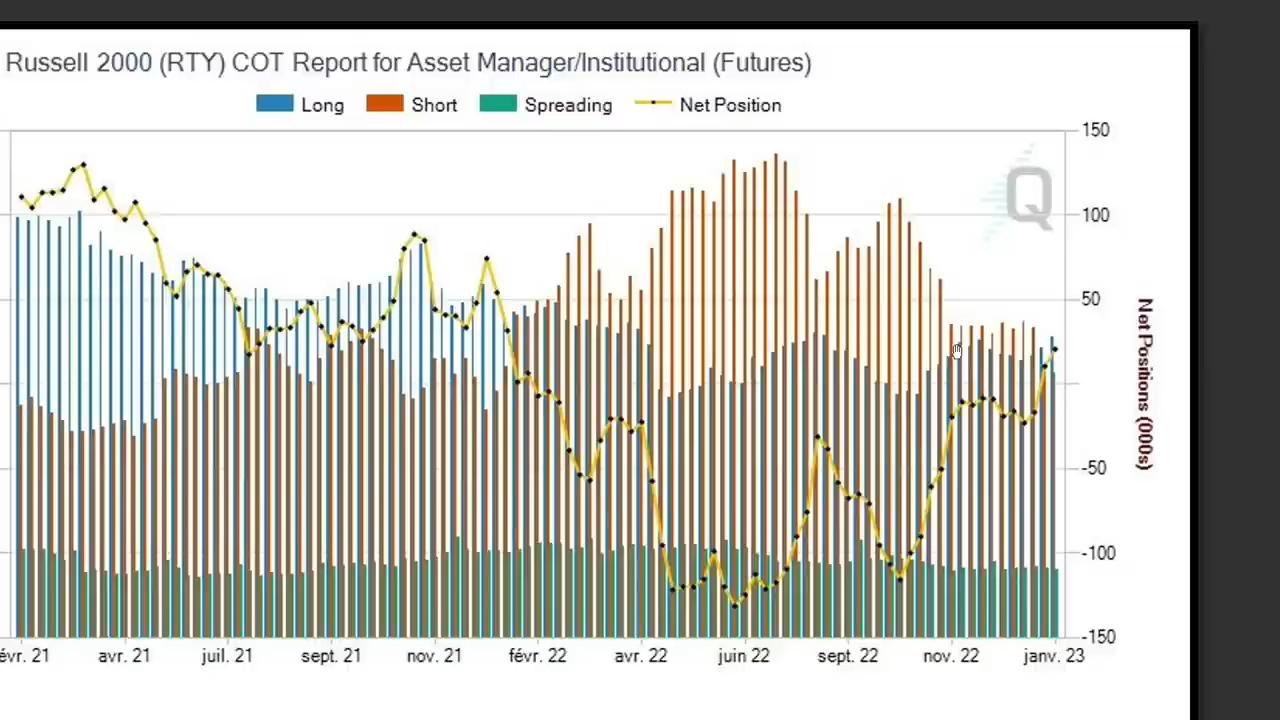 Russell 2000 (RTY) COT Report for Asset Manager/Institutional (Futures)
Long Short Spreading Net Position
150
100
50
-50
-100
-150
Net Positions (000s)
Q
évr. 21 avr. 21 juil. 21 sept. 21 nov. 21 févr. 22 avr. 22 juin 22 sept. 22 nov. 22 janv. 23